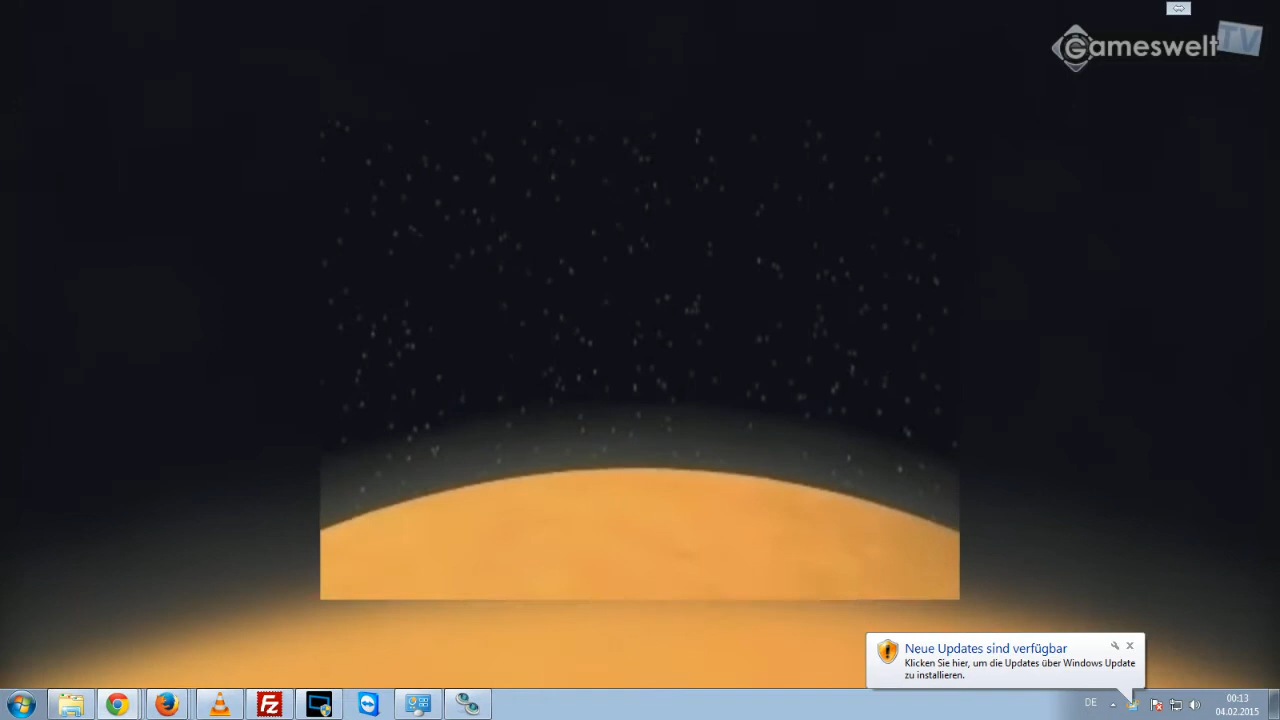 Gameswelt TV
Neue Updates sind verfügbar
Klicken Sie hier, um die Updates über Windows Update
zu installieren.
FZ
DE
00:13
04.02.2015